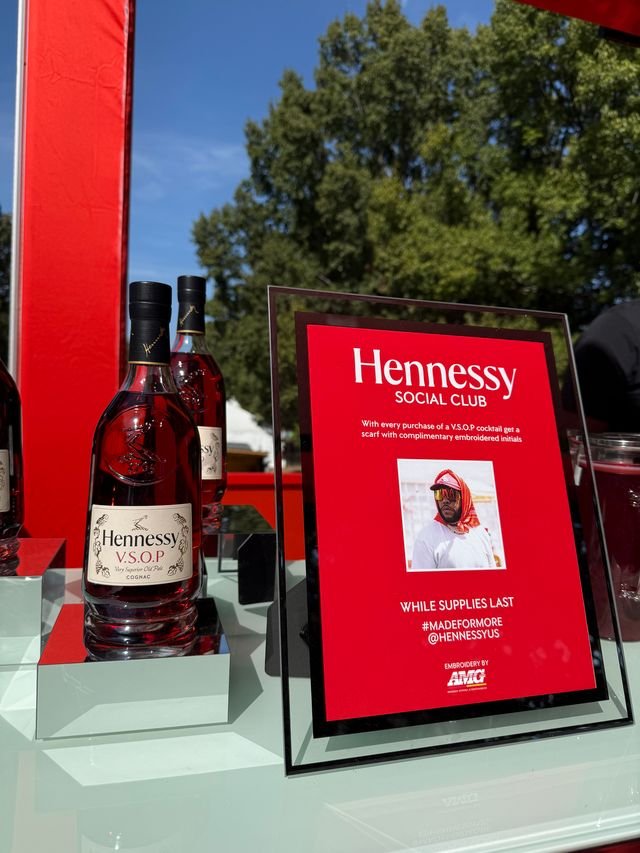 Hennessy
Hennessy
V.S.O.P
Very Superior Old Pale
COGNAC
Hennessy
SOCIAL CLUB
With every purchase of a V.S.O.P cocktail get a
scarf with complimentary embroidered initials
WHILE SUPPLIES LAST
#MADEFORMORE
@HENNESSYUS
EMBROIDERY BY
AMG